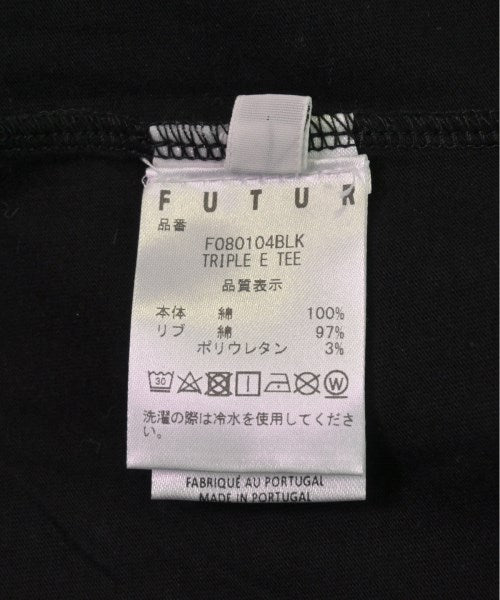 FUTUR
品番
F080104BLK
TRIPLE E TEE
品質表示
本体 綿 100%
リブ 綿 97%
ポリウレタン 3%
30 W
洗濯の際は冷水を使用してくださ
い。
FABRIQUÉ AU PORTUGAL
MADE IN PORTUGAL